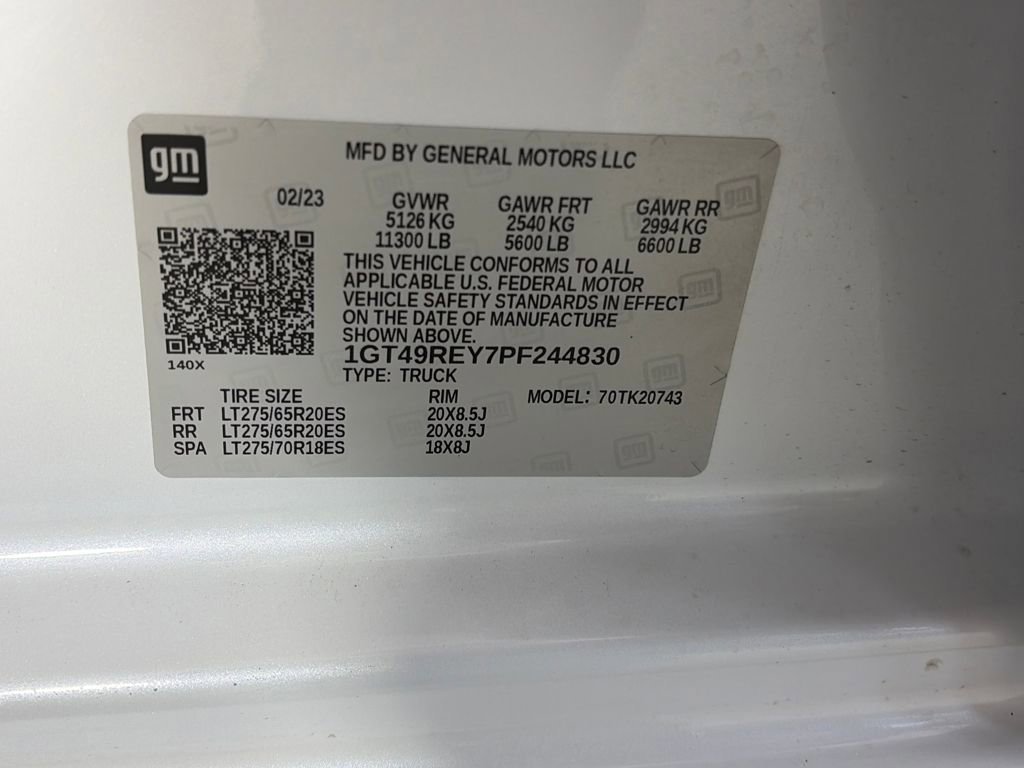 gm
MFD BY GENERAL MOTORS LLC
02/23 GVWR GAWR FRT GAWR RR
5126 KG 2540 KG 2994 KG
11300 LB 5600 LB 6600 LB
THIS VEHICLE CONFORMS TO ALL
APPLICABLE U.S. FEDERAL MOTOR
VEHICLE SAFETY STANDARDS IN EFFECT
ON THE DATE OF MANUFACTURE
SHOWN ABOVE.
1GT49REY7PF244830
140X
TYPE: TRUCK
TIRE SIZE RIM MODEL: 70TK20743
FRT LT275/65R20ES 20X8.5J
RR LT275/65R20ES 20X8.5J
SPA LT275/70R18ES 18X8J